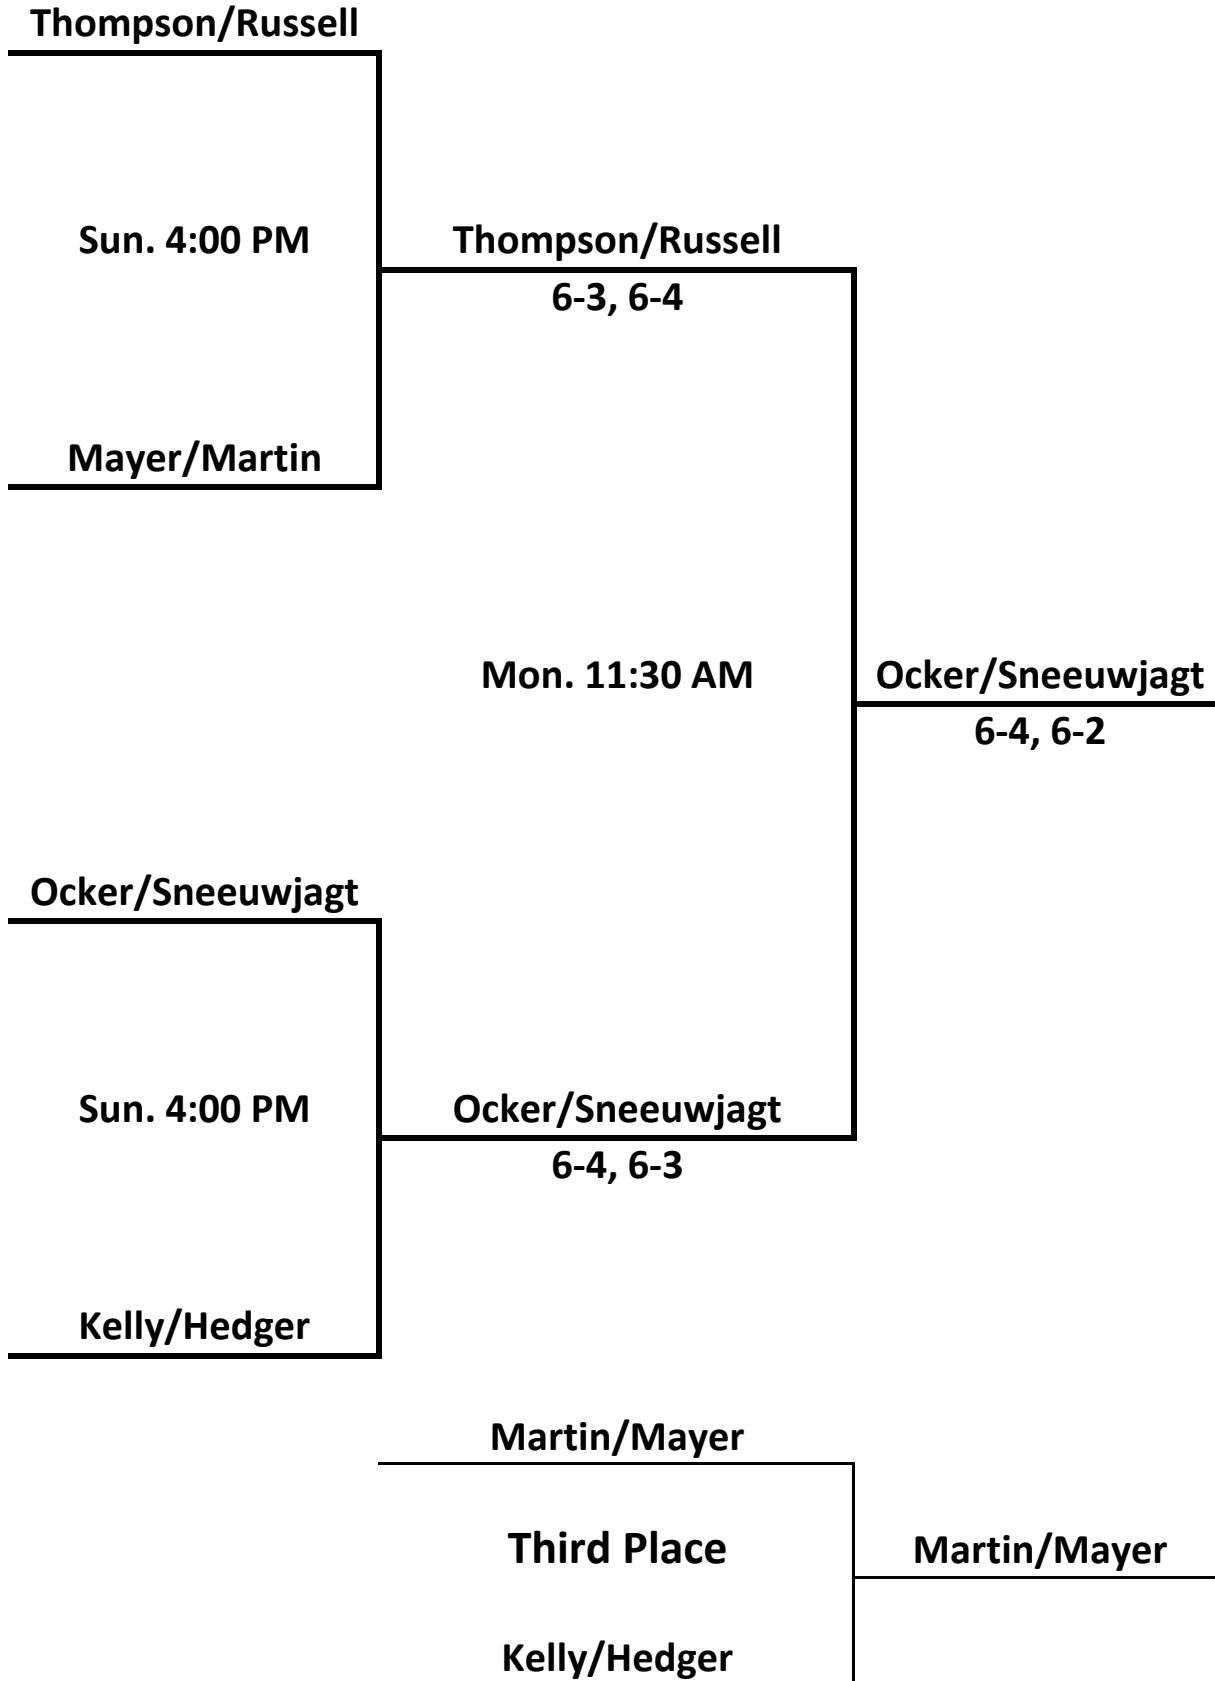 Thompson/Russell
Sun. 4:00 PM
Thompson/Russell
6-3, 6-4
Mayer/Martin
Mon. 11:30 AM
Ocker/Sneeuwjagt
6-4, 6-2
Ocker/Sneeuwjagt
Sun. 4:00 PM
Ocker/Sneeuwjagt
6-4, 6-3
Kelly/Hedger
Martin/Mayer
Third Place
Martin/Mayer
Kelly/Hedger